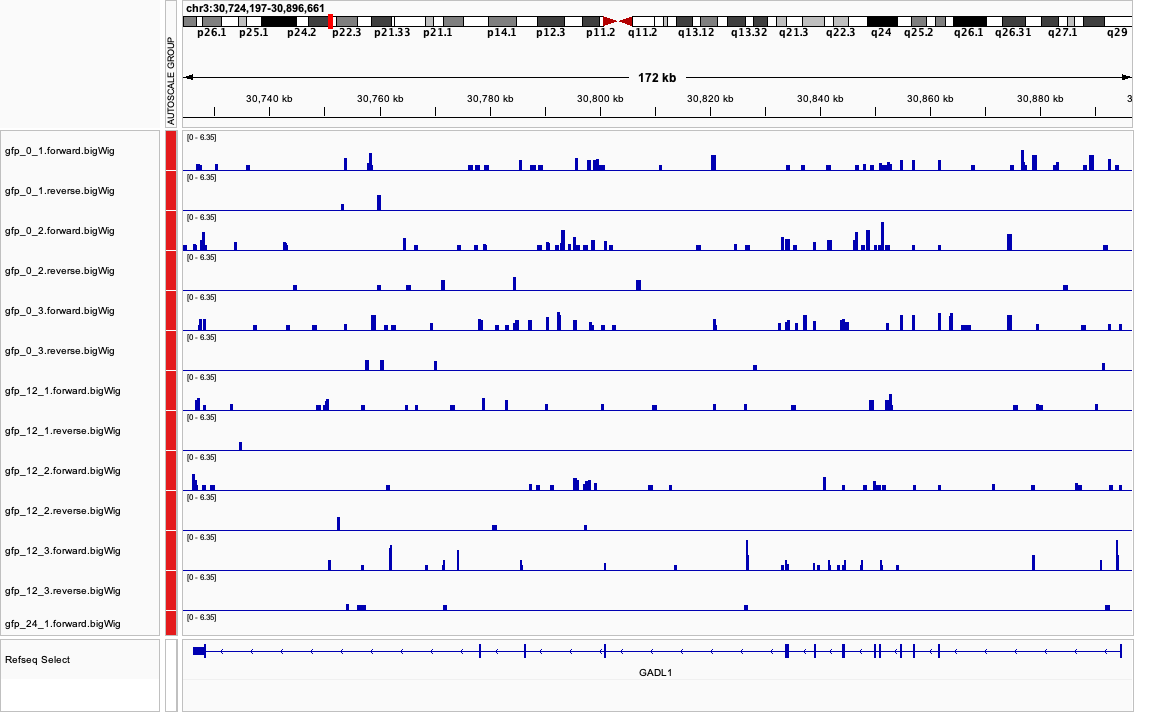 chr3:30,724,197-30,896,661
p26.1 p25.1 p24.2 p22.3 p21.33 p21.1 p14.1 p12.3 p11.2 q11.2 q13.12 q13.32 q21.3 q22.3 q24 q25.2 q26.1 q26.31 q27.1 q29
AUTOSCALE GROUP
172 kb
30,740 kb 30,760 kb 30,780 kb 30,800 kb 30,820 kb 30,840 kb 30,860 kb 30,880 kb 3
[0 - 6.35]
gfp_0_1.forward.bigWig
[0 - 6.35]
gfp_0_1.reverse.bigWig
[0 - 6.35]
gfp_0_2.forward.bigWig
[0 - 6.35]
gfp_0_2.reverse.bigWig
[0 - 6.35]
gfp_0_3.forward.bigWig
[0 - 6.35]
gfp_0_3.reverse.bigWig
[0 - 6.35]
gfp_12_1.forward.bigWig
[0 - 6.35]
gfp_12_1.reverse.bigWig
[0 - 6.35]
gfp_12_2.forward.bigWig
[0 - 6.35]
gfp_12_2.reverse.bigWig
[0 - 6.35]
gfp_12_3.forward.bigWig
[0 - 6.35]
gfp_12_3.reverse.bigWig
[0 - 6.35]
gfp_24_1.forward.bigWig
Refseq Select
GADL1